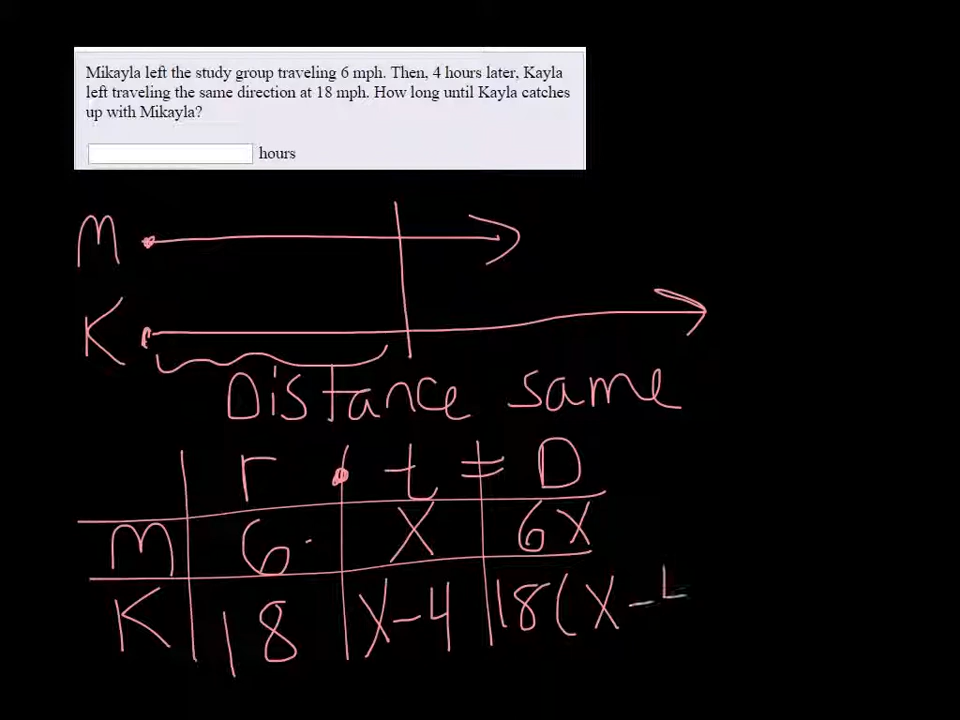 Mikayla left the study group traveling 6 mph. Then, 4 hours later, Kayla
left traveling the same direction at 18 mph. How long until Kayla catches
up with Mikayla?
hours
M
K
Distance same
r · t = D
M 6 · X 6X
K 18 X-4 18(X-4